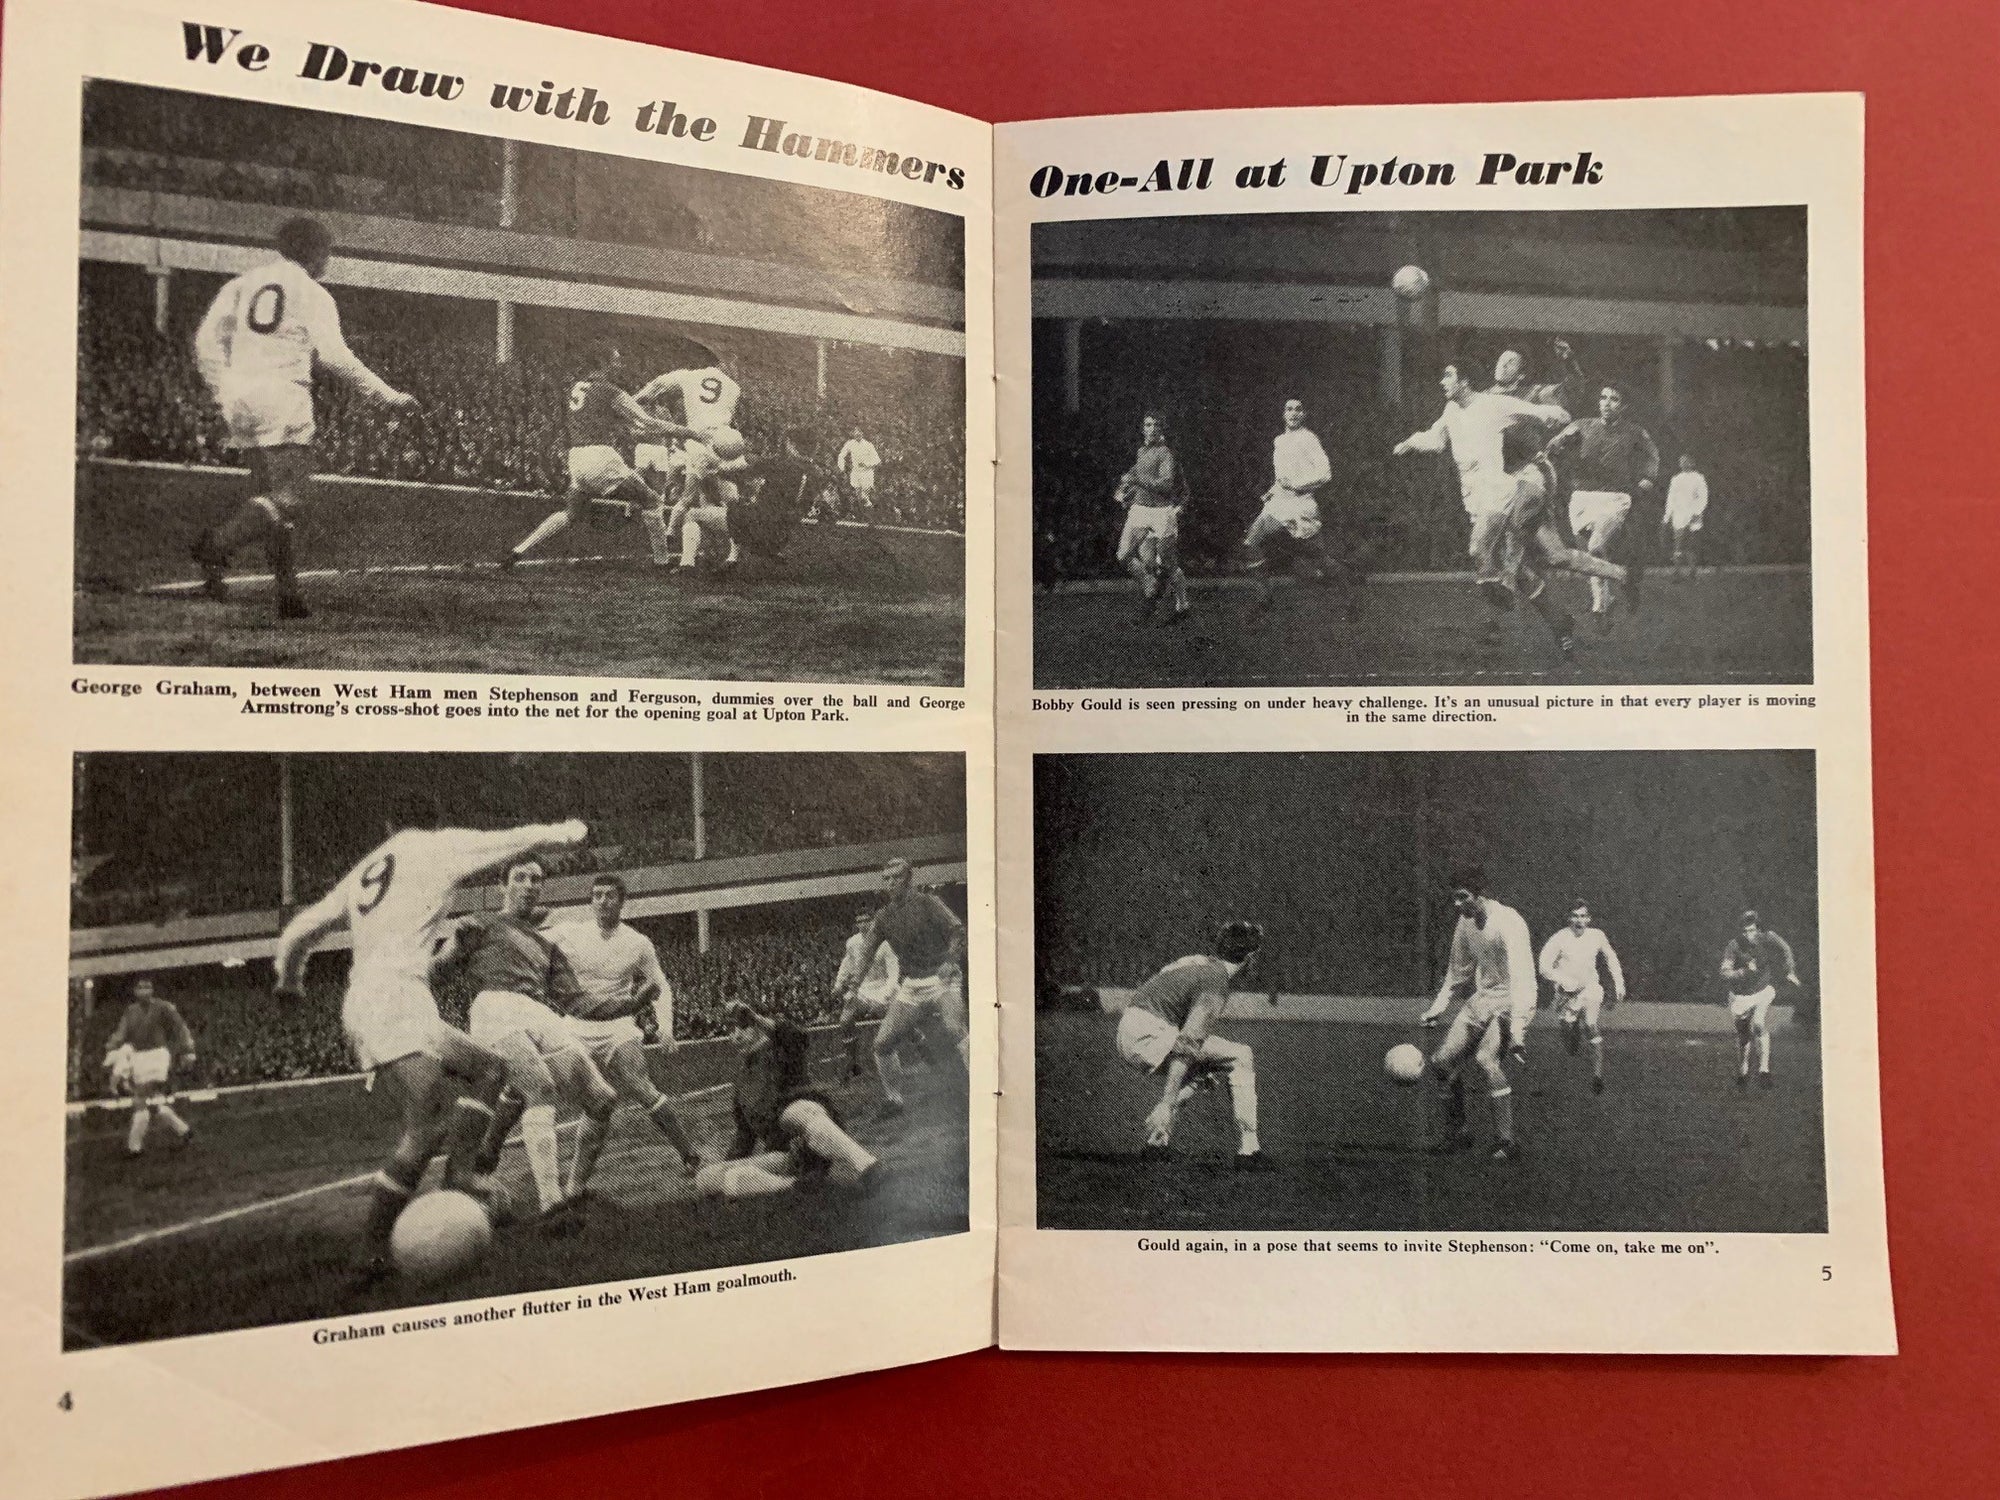 We Draw with the Hammers
10
5
9
George Graham, between West Ham men Stephenson and Ferguson, dummies over the ball and George
Armstrong's cross-shot goes into the net for the opening goal at Upton Park.
9
Graham causes another flutter in the West Ham goalmouth.
4
One-All at Upton Park
Bobby Gould is seen pressing on under heavy challenge. It's an unusual picture in that every player is moving
in the same direction.
Gould again, in a pose that seems to invite Stephenson: "Come on, take me on".
5